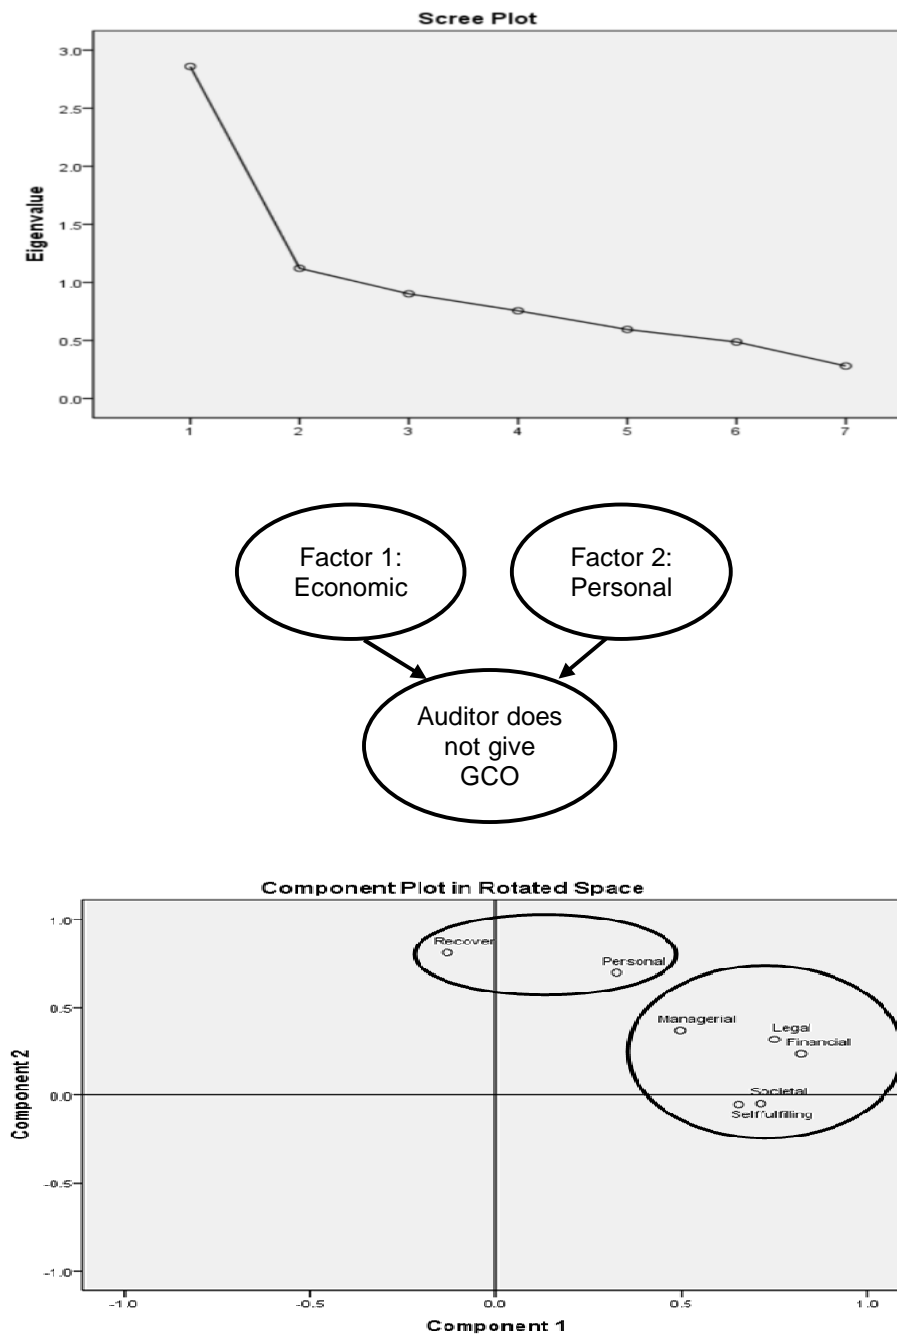 Scree Plot
3.0
2.5
2.0
1.5
1.0
0.5
0.0
Eigenvalue
1 2 3 4 5 6 7
Factor 1:
Economic
Factor 2:
Personal
Auditor does
not give
GCO
Component Plot in Rotated Space
1.0
0.5
0.0
-0.5
-1.0
Component 2
Recover
Personal
Managerial
Legal
Financial
Societal
Selffulfilling
-1.0 -0.5 0.0 0.5 1.0
Component 1